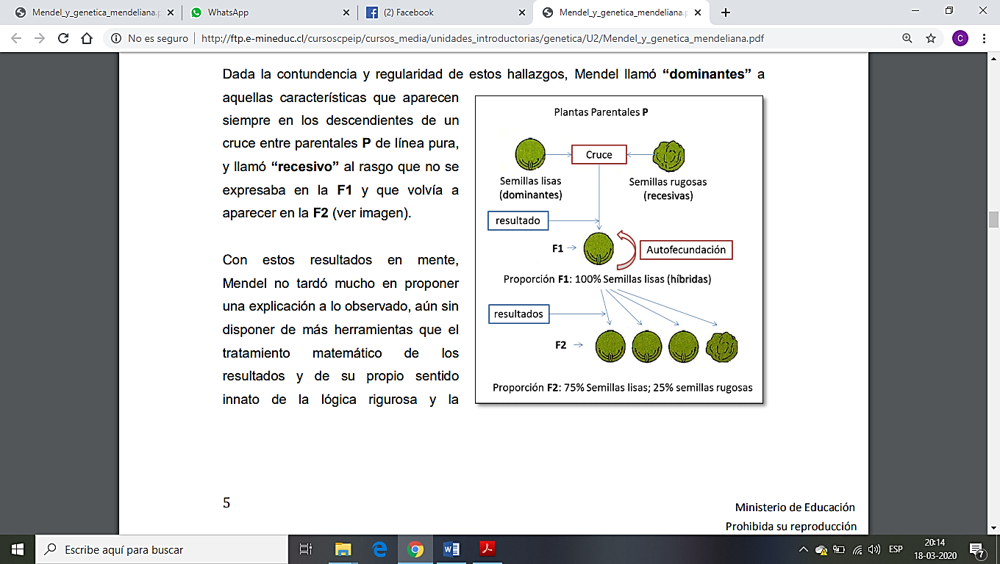 Mendel_y_genetica_mendeliana.p
WhatsApp
(2) Facebook
Mendel_y_genetica_mendeliana.p
No es seguro
http://ftp.e-mineduc.cl/cursoscpeip/cursos_media/unidades_introductorias/genetica/U2/Mendel_y_genetica_mendeliana.pdf
C
Dada la contundencia y regularidad de estos hallazgos, Mendel llamó “dominantes” a
aquellas características que aparecen
siempre en los descendientes de un
cruce entre parentales P de línea pura,
y llamó “recesivo” al rasgo que no se
expresaba en la F1 y que volvía a
aparecer en la F2 (ver imagen).
Con estos resultados en mente,
Mendel no tardó mucho en proponer
una explicación a lo observado, aún sin
disponer de más herramientas que el
tratamiento matemático de los
resultados y de su propio sentido
innato de la lógica rigurosa y la
Plantas Parentales P
Cruce
Semillas lisas
(dominantes)
Semillas rugosas
(recesivas)
resultado
F1
Autofecundación
Proporción F1: 100% Semillas lisas (híbridas)
resultados
F2
Proporción F2: 75% Semillas lisas; 25% semillas rugosas
5
Ministerio de Educación
Prohibida su reproducción
Escribe aquí para buscar
ESP
20:14
18-03-2020
7